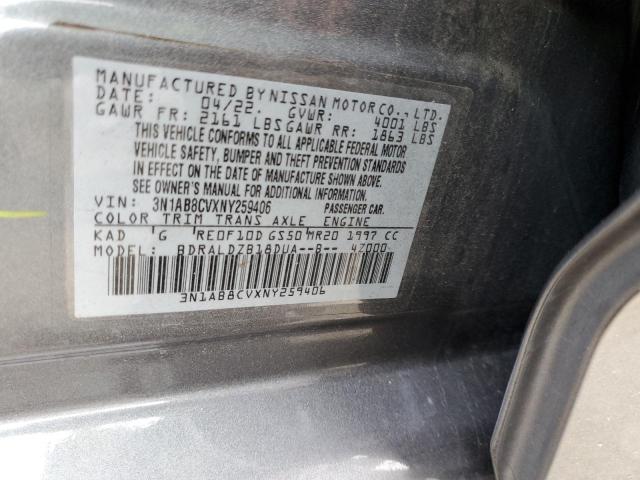 MANUFACTURED BY NISSAN MOTOR CO., LTD.
DATE: 04/22. GVWR: 4001 LBS
GAWR FR: 2161 LBS GAWR RR: 1863 LBS
THIS VEHICLE CONFORMS TO ALL APPLICABLE FEDERAL MOTOR
VEHICLE SAFETY, BUMPER AND THEFT PREVENTION STANDARDS
IN EFFECT ON THE DATE OF MANUFACTURE SHOWN ABOVE.
SEE OWNER'S MANUAL FOR ADDITIONAL INFORMATION.
VIN: 3N1AB8CVXNY259406 PASSENGER CAR.
COLOR TRIM TRANS AXLE ENGINE
KAD G RE0F10D GS50 MR20 1997 CC
MODEL: BDRALDZB18DUA--B-- 4Z000
3N1AB8CVXNY259406